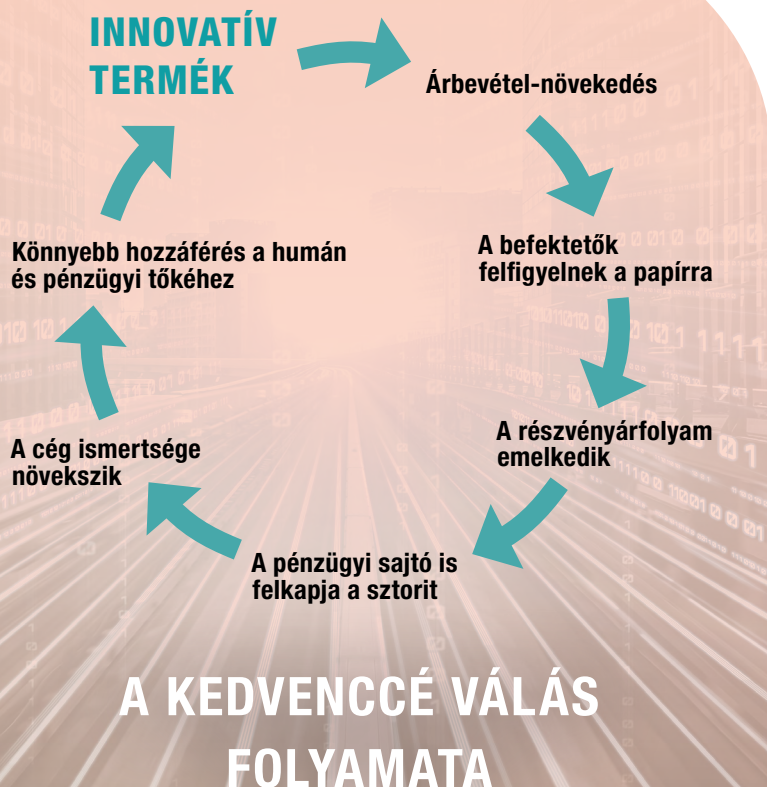 INNOVATÍV
TERMÉK
Árbevétel-növekedés
A befektetők
felfigyelnek a papírra
A részvényárfolyam
emelkedik
A pénzügyi sajtó is
felkapja a sztorit
A cég ismertsége
növekszik
Könnyebb hozzáférés a humán
és pénzügyi tőkéhez
A KEDVENCCÉ VÁLÁS
FOLYAMATA